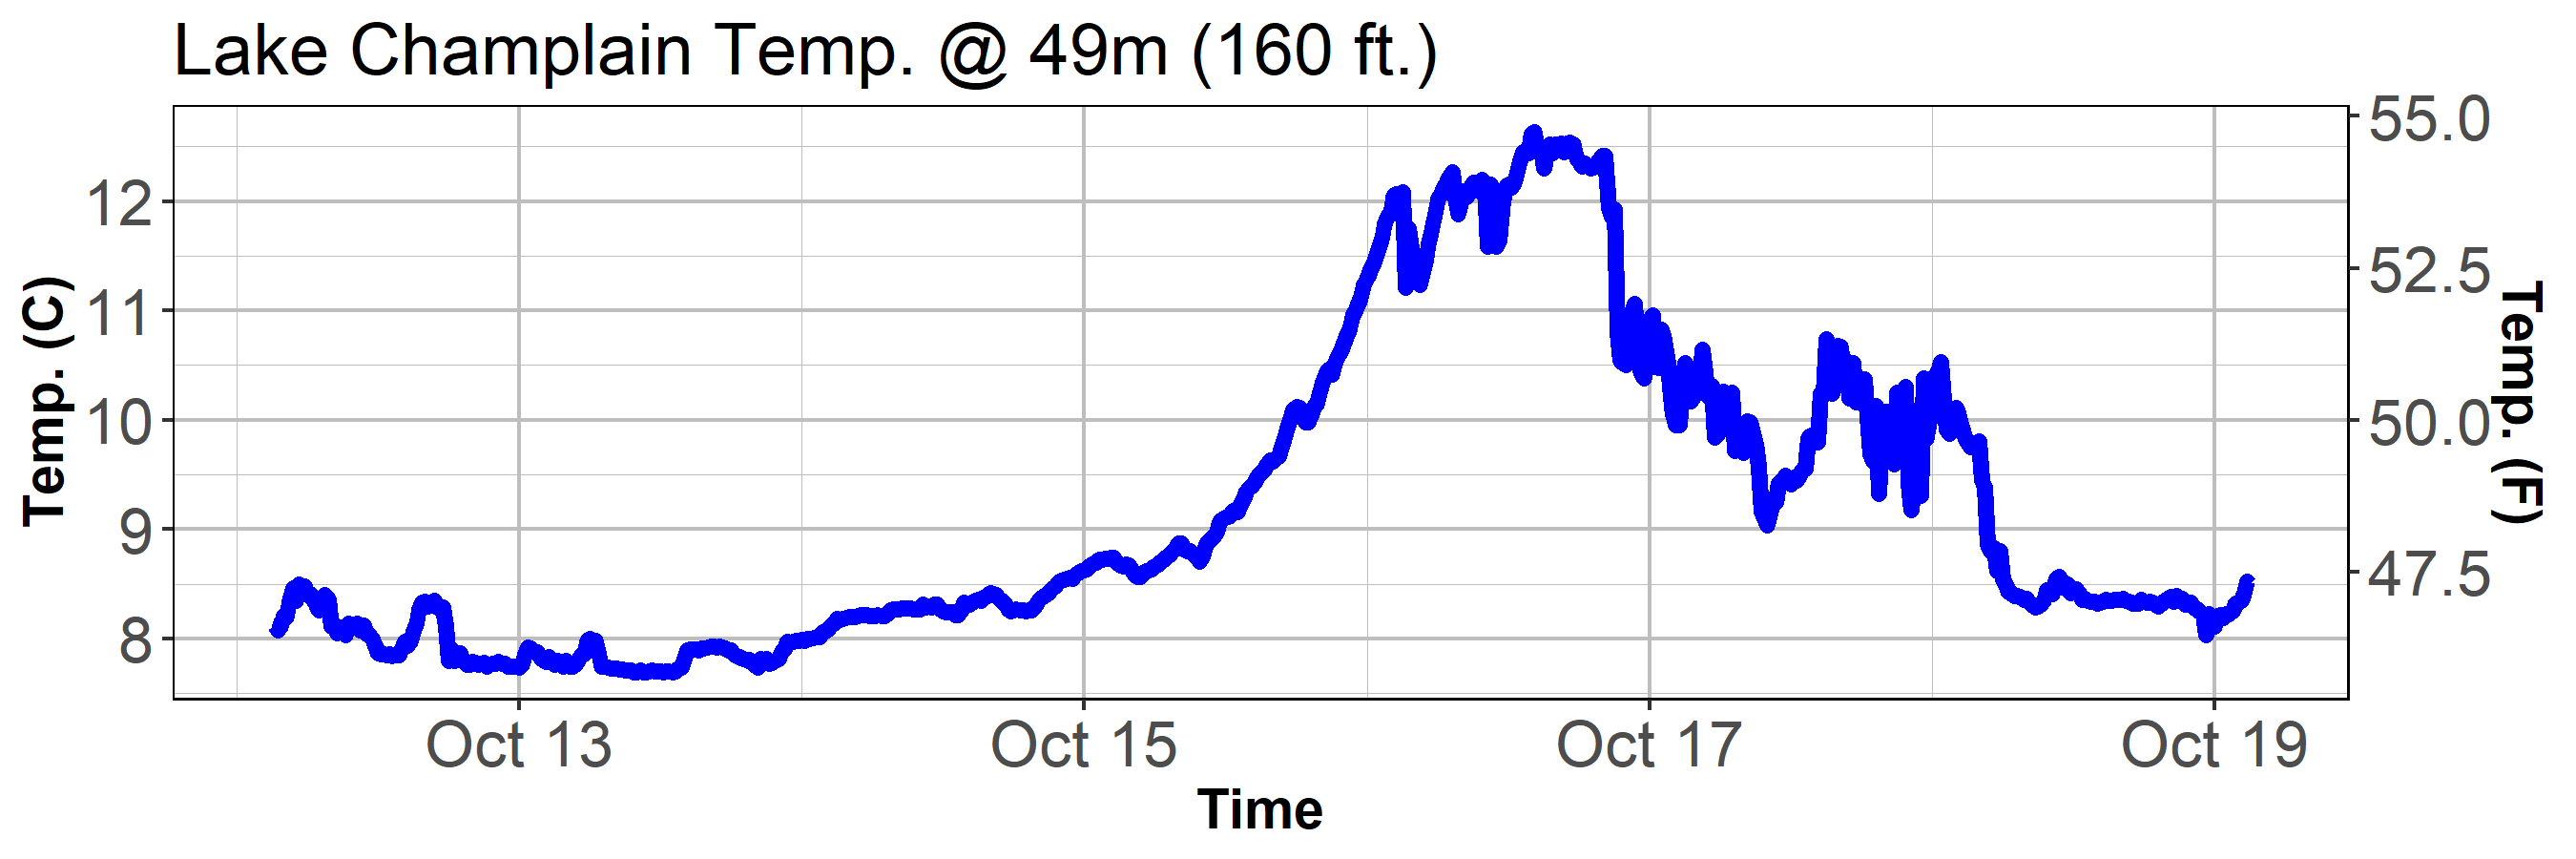 Lake Champlain Temp. @ 49m (160 ft.)
Temp. (C)
12
11
10
9
8
55.0
52.5
50.0
47.5
Temp. (F)
Oct 13
Oct 15
Oct 17
Oct 19
Time